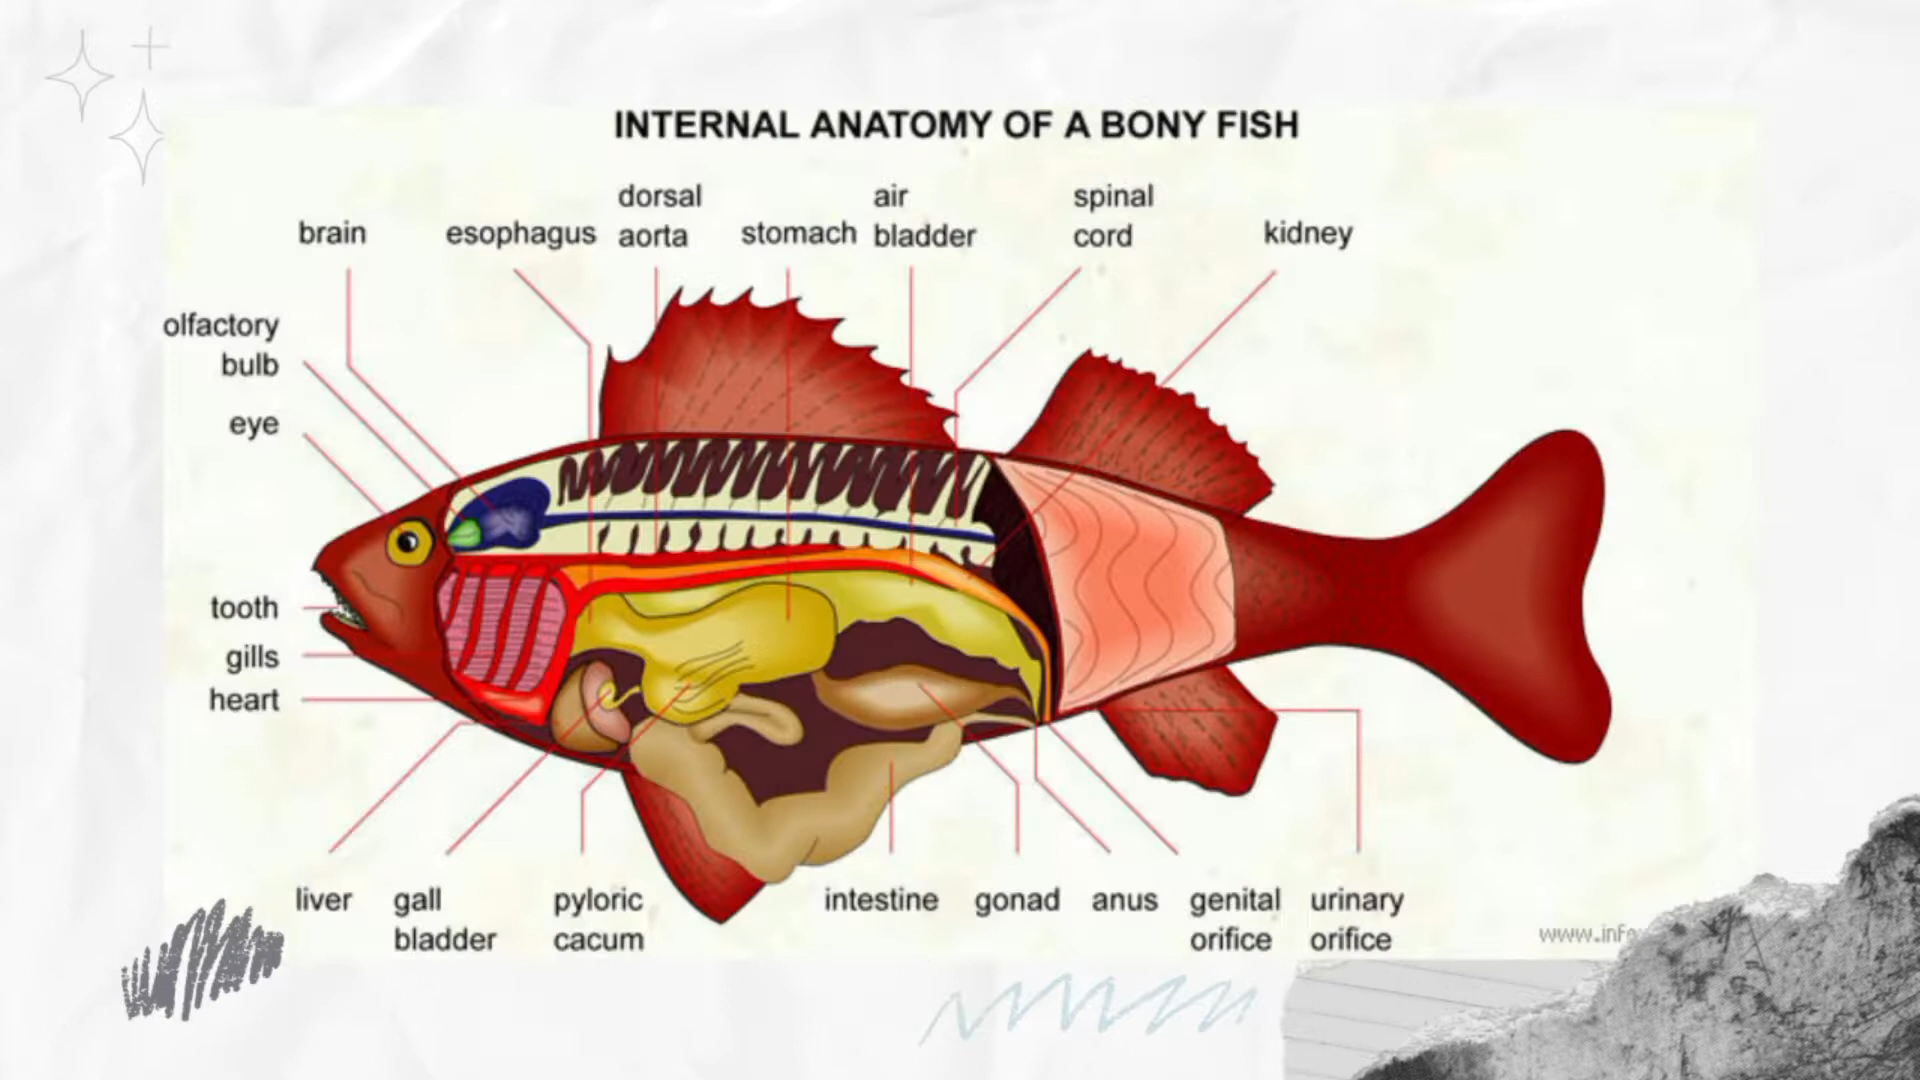 INTERNAL ANATOMY OF A BONY FISH
brain
esophagus
dorsal
aorta
stomach
air
bladder
spinal
cord
kidney
olfactory
bulb
eye
tooth
gills
heart
liver
gall
bladder
pyloric
cacum
intestine
gonad
anus
genital
orifice
urinary
orifice